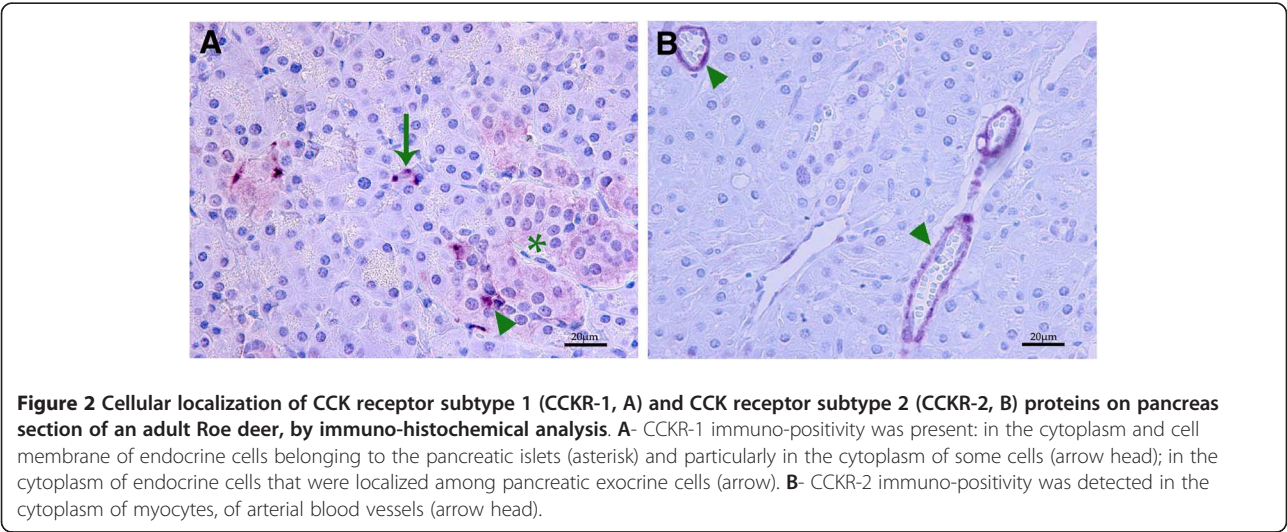 A
B
*
20μm
20μm
Figure 2 Cellular localization of CCK receptor subtype 1 (CCKR-1, A) and CCK receptor subtype 2 (CCKR-2, B) proteins on pancreas
section of an adult Roe deer, by immuno-histochemical analysis. A- CCKR-1 immuno-positivity was present: in the cytoplasm and cell
membrane of endocrine cells belonging to the pancreatic islets (asterisk) and particularly in the cytoplasm of some cells (arrow head); in the
cytoplasm of endocrine cells that were localized among pancreatic exocrine cells (arrow). B- CCKR-2 immuno-positivity was detected in the
cytoplasm of myocytes, of arterial blood vessels (arrow head).